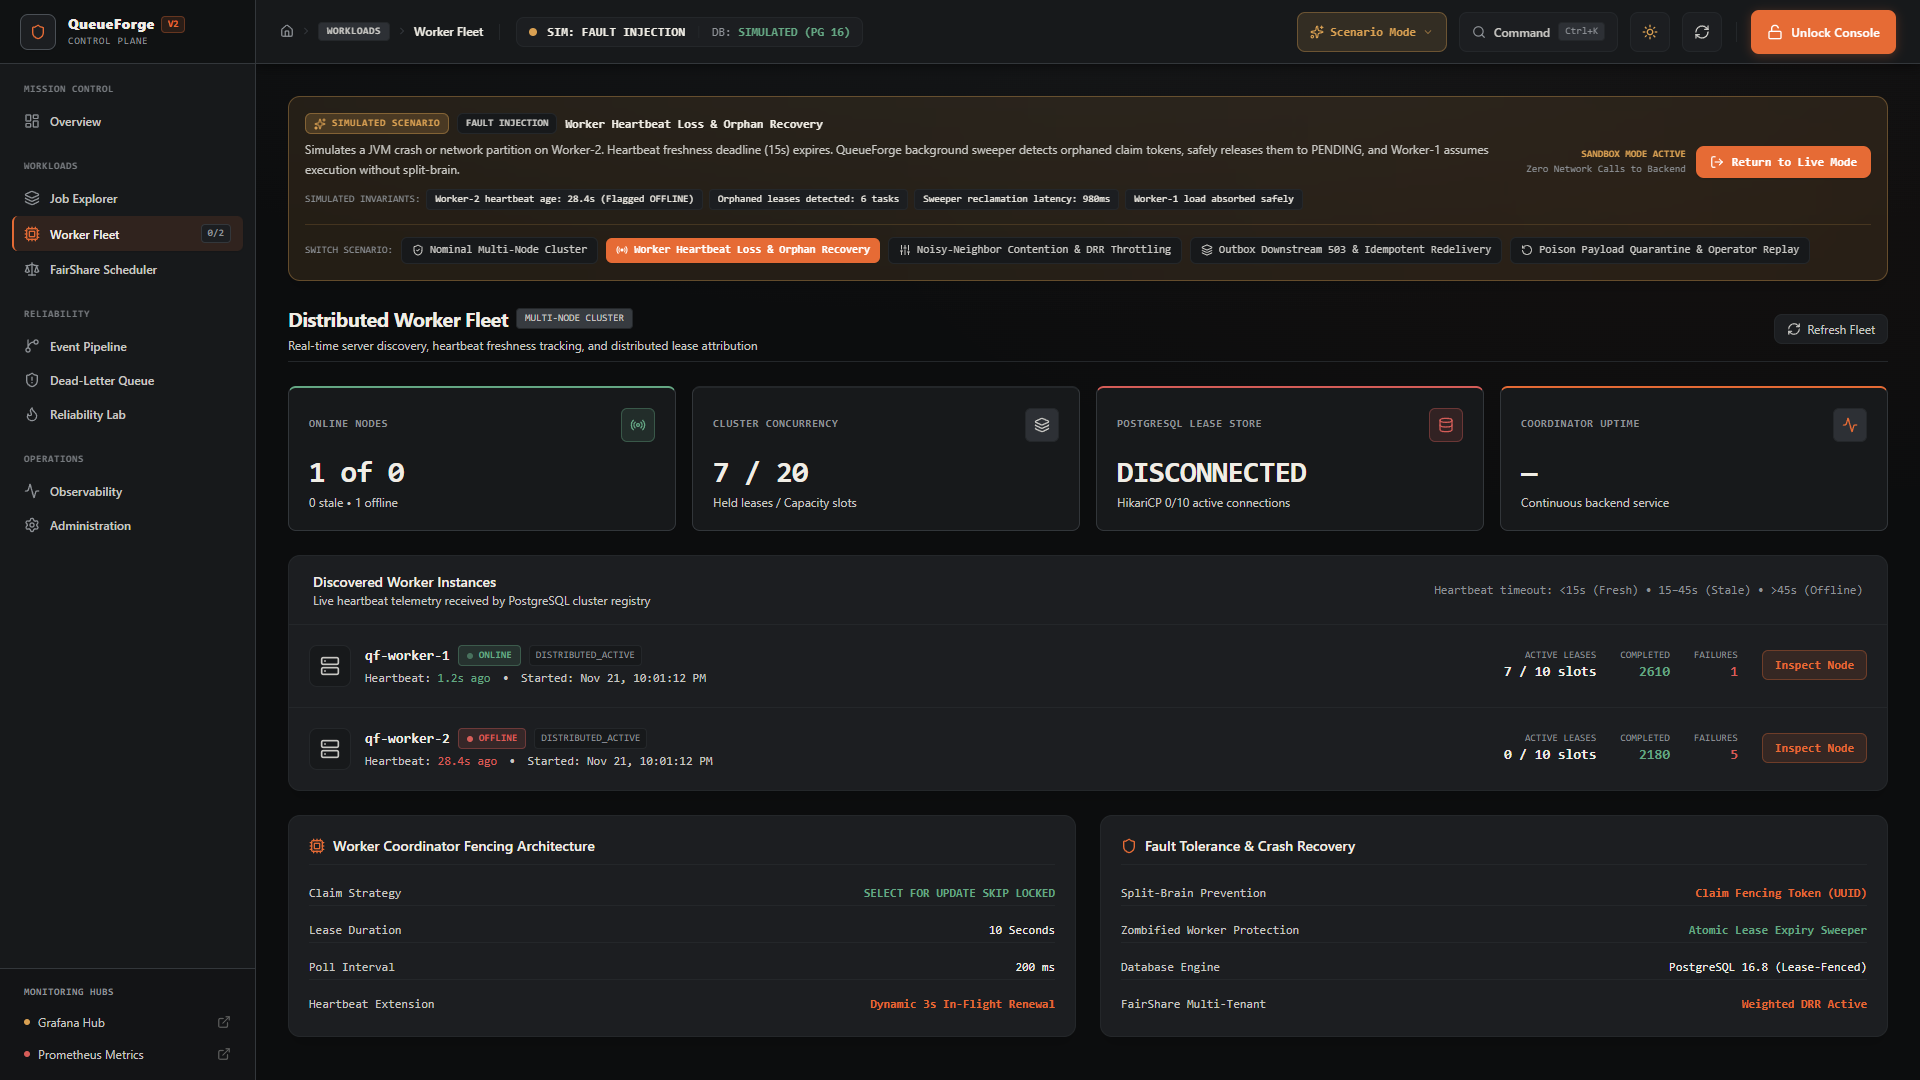 QueueForge V2
CONTROL PLANE
MISSION CONTROL
Overview
WORKLOADS
Job Explorer
Worker Fleet 0/2
FairShare Scheduler
RELIABILITY
Event Pipeline
Dead-Letter Queue
Reliability Lab
OPERATIONS
Observability
Administration
MONITORING HUBS
Grafana Hub
Prometheus Metrics
WORKLOADS Worker Fleet SIM: FAULT INJECTION DB: SIMULATED (PG 16) Scenario Mode Command Ctrl+K Unlock Console
SIMULATED SCENARIO FAULT INJECTION Worker Heartbeat Loss & Orphan Recovery
Simulates a JVM crash or network partition on Worker-2. Heartbeat freshness deadline (15s) expires. QueueForge background sweeper detects orphaned claim tokens, safely releases them to PENDING, and Worker-1 assumes
execution without split-brain.
SANDBOX MODE ACTIVE
Zero Network Calls to Backend
Return to Live Mode
SIMULATED INVARIANTS: Worker-2 heartbeat age: 28.4s (Flagged OFFLINE) Orphaned leases detected: 6 tasks Sweeper reclamation latency: 980ms Worker-1 load absorbed safely
SWITCH SCENARIO: Nominal Multi-Node Cluster Worker Heartbeat Loss & Orphan Recovery Noisy-Neighbor Contention & DRR Throttling Outbox Downstream 503 & Idempotent Redelivery Poison Payload Quarantine & Operator Replay
Distributed Worker Fleet MULTI-NODE CLUSTER
Real-time server discovery, heartbeat freshness tracking, and distributed lease attribution
Refresh Fleet
ONLINE NODES
1 of 0
0 stale • 1 offline
CLUSTER CONCURRENCY
7 / 20
Held leases / Capacity slots
POSTGRESQL LEASE STORE
DISCONNECTED
HikariCP 0/10 active connections
COORDINATOR UPTIME
—
Continuous backend service
Discovered Worker Instances
Live heartbeat telemetry received by PostgreSQL cluster registry
Heartbeat timeout: <15s (Fresh) • 15-45s (Stale) • >45s (Offline)
qf-worker-1 ONLINE DISTRIBUTED_ACTIVE
Heartbeat: 1.2s ago • Started: Nov 21, 10:01:12 PM
ACTIVE LEASES COMPLETED FAILURES
7 / 10 slots 2610 1
Inspect Node
qf-worker-2 OFFLINE DISTRIBUTED_ACTIVE
Heartbeat: 28.4s ago • Started: Nov 21, 10:01:12 PM
ACTIVE LEASES COMPLETED FAILURES
0 / 10 slots 2180 5
Inspect Node
Worker Coordinator Fencing Architecture
Claim Strategy SELECT FOR UPDATE SKIP LOCKED
Lease Duration 10 Seconds
Poll Interval 200 ms
Heartbeat Extension Dynamic 3s In-Flight Renewal
Fault Tolerance & Crash Recovery
Split-Brain Prevention Claim Fencing Token (UUID)
Zombified Worker Protection Atomic Lease Expiry Sweeper
Database Engine PostgreSQL 16.8 (Lease-Fenced)
FairShare Multi-Tenant Weighted DRR Active